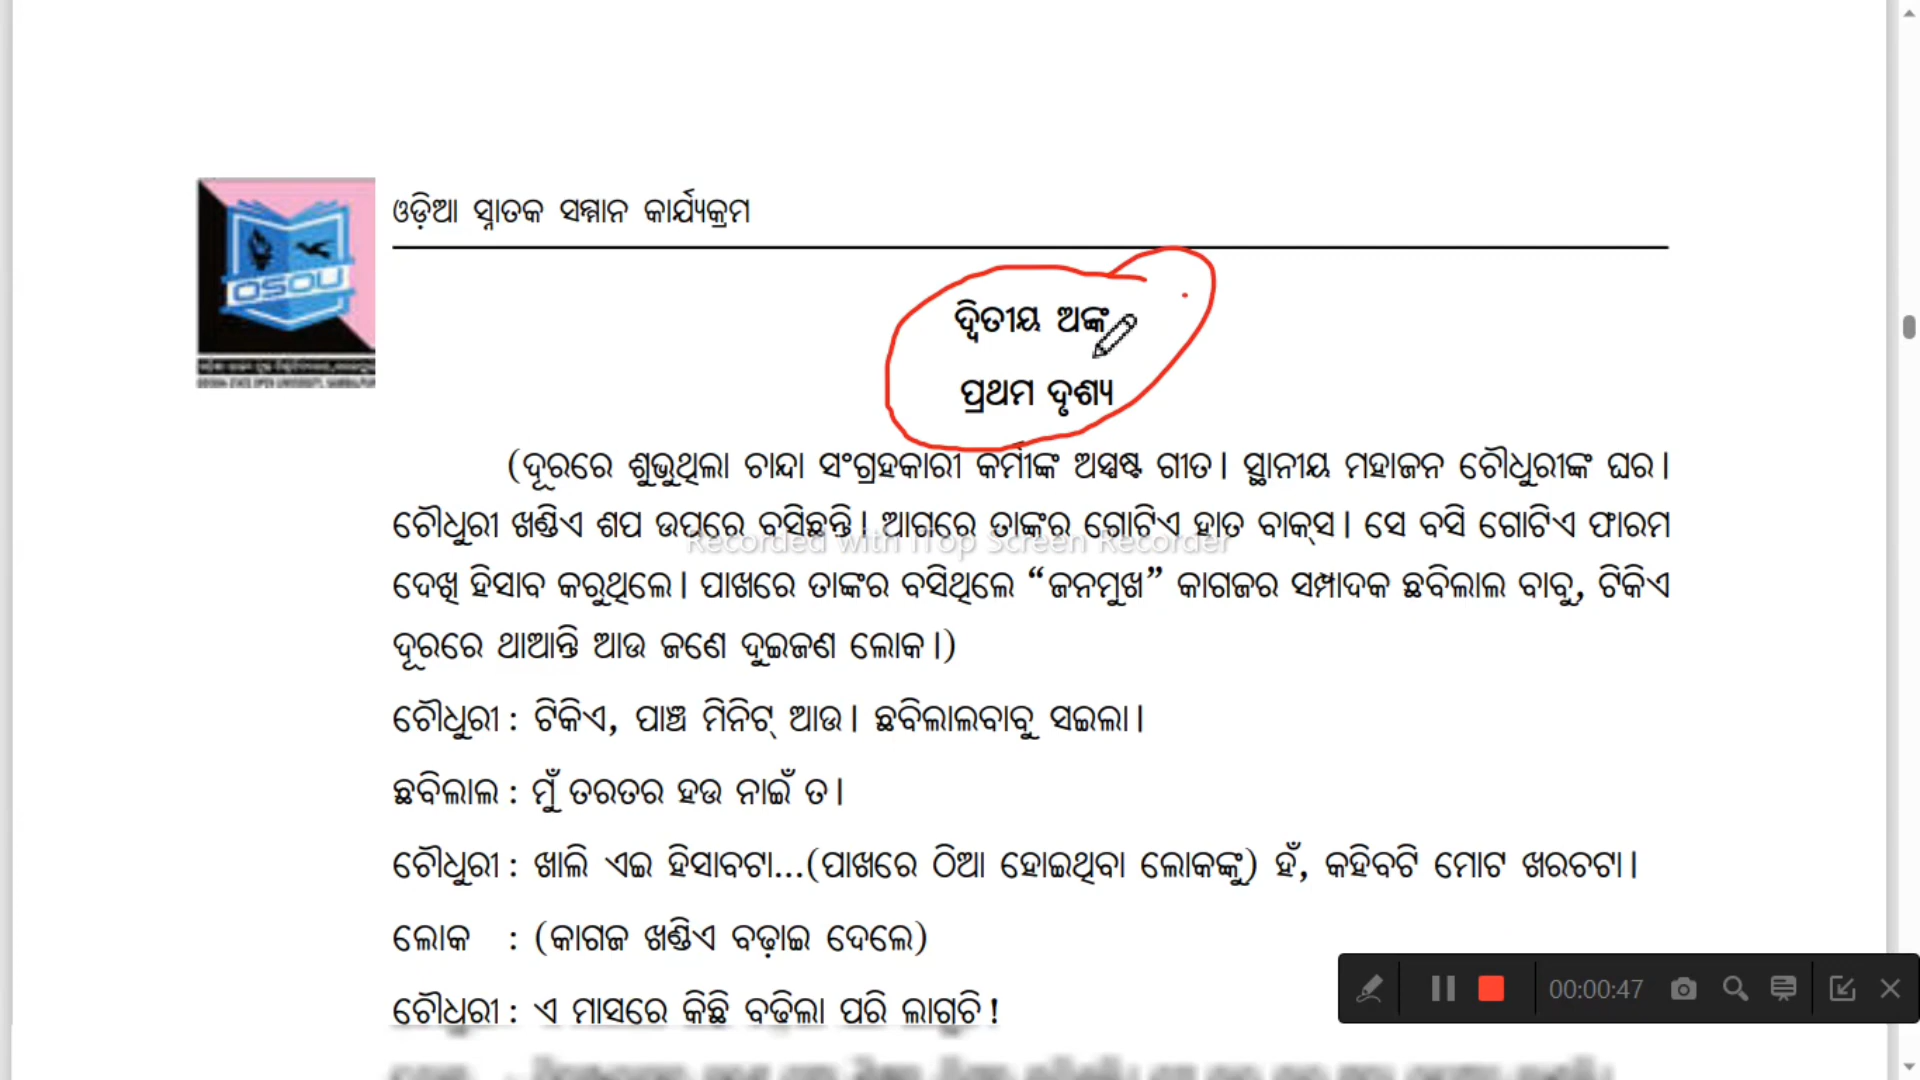 ଓଡ଼ିଆ ସ୍ନାତକ ସମ୍ମାନ କାର୍ଯ୍ୟକ୍ରମ
OSOU
ଦ୍ୱିତୀୟ ଅଙ୍କ
ପ୍ରଥମ ଦୃଶ୍ୟ
(ଦୂରରେ ଶୁଭୁଥିଲା ଚାନ୍ଦା ସଂଗ୍ରହକାରୀ କର୍ମୀଙ୍କ ଅସ୍ପଷ୍ଟ ଗୀତ। ସ୍ଥାନୀୟ ମହାଜନ ଚୌଧୁରୀଙ୍କ ଘର।
ଚୌଧୁରୀ ଖଣ୍ଡିଏ ଶପ ଉପରେ ବସିଛନ୍ତି। ଆଗରେ ତାଙ୍କର ଗୋଟିଏ ହାତ ବାକ୍ସ। ସେ ବସି ଗୋଟିଏ ଫାରମ
Recorded with iTop Screen Recorder
ଦେଖି ହିସାବ କରୁଥିଲେ। ପାଖରେ ତାଙ୍କର ବସିଥିଲେ “ଜନମୁଖ” କାଗଜର ସମ୍ପାଦକ ଛବିଲାଲ ବାବୁ, ଟିକିଏ
ଦୂରରେ ଥାଆନ୍ତି ଆଉ ଜଣେ ଦୁଇଜଣ ଲୋକ।)
ଚୌଧୁରୀ : ଟିକିଏ, ପାଞ୍ଚ ମିନିଟ୍ ଆଉ। ଛବିଲାଲବାବୁ ସଇଲା।
ଛବିଲାଲ : ମୁଁ ତରତର ହଉ ନାଇଁ ତ।
ଚୌଧୁରୀ : ଖାଲି ଏଇ ହିସାବଟା...(ପାଖରେ ଠିଆ ହୋଇଥିବା ଲୋକଙ୍କୁ) ହଁ, କହିବଟି ମୋଟ ଖରଚଟା।
ଲୋକ : (କାଗଜ ଖଣ୍ଡିଏ ବଢ଼ାଇ ଦେଲେ)
ଚୌଧୁରୀ : ଏ ମାସରେ କିଛି ବଢିଲା ପରି ଲାଗୁଚି!
00:00:47